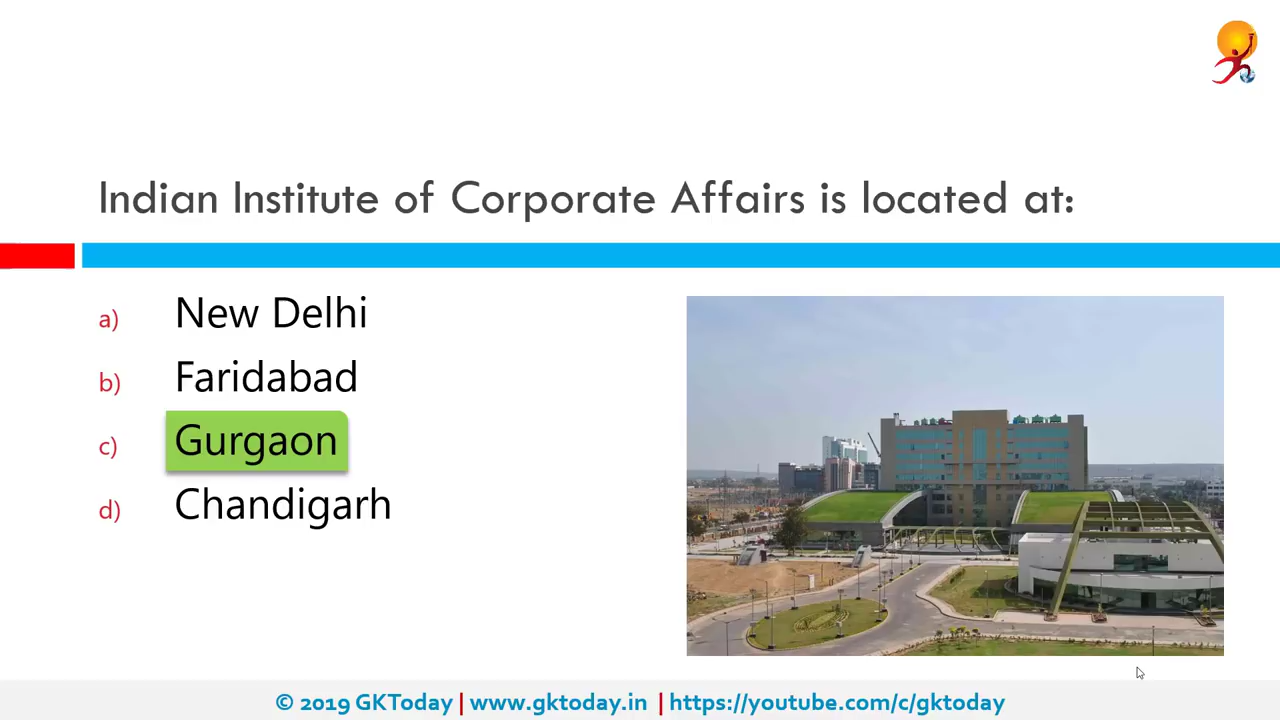 Indian Institute of Corporate Affairs is located at:
a) New Delhi
b) Faridabad
c) Gurgaon
d) Chandigarh
© 2019 GKToday | www.gktoday.in | https://youtube.com/c/gktoday